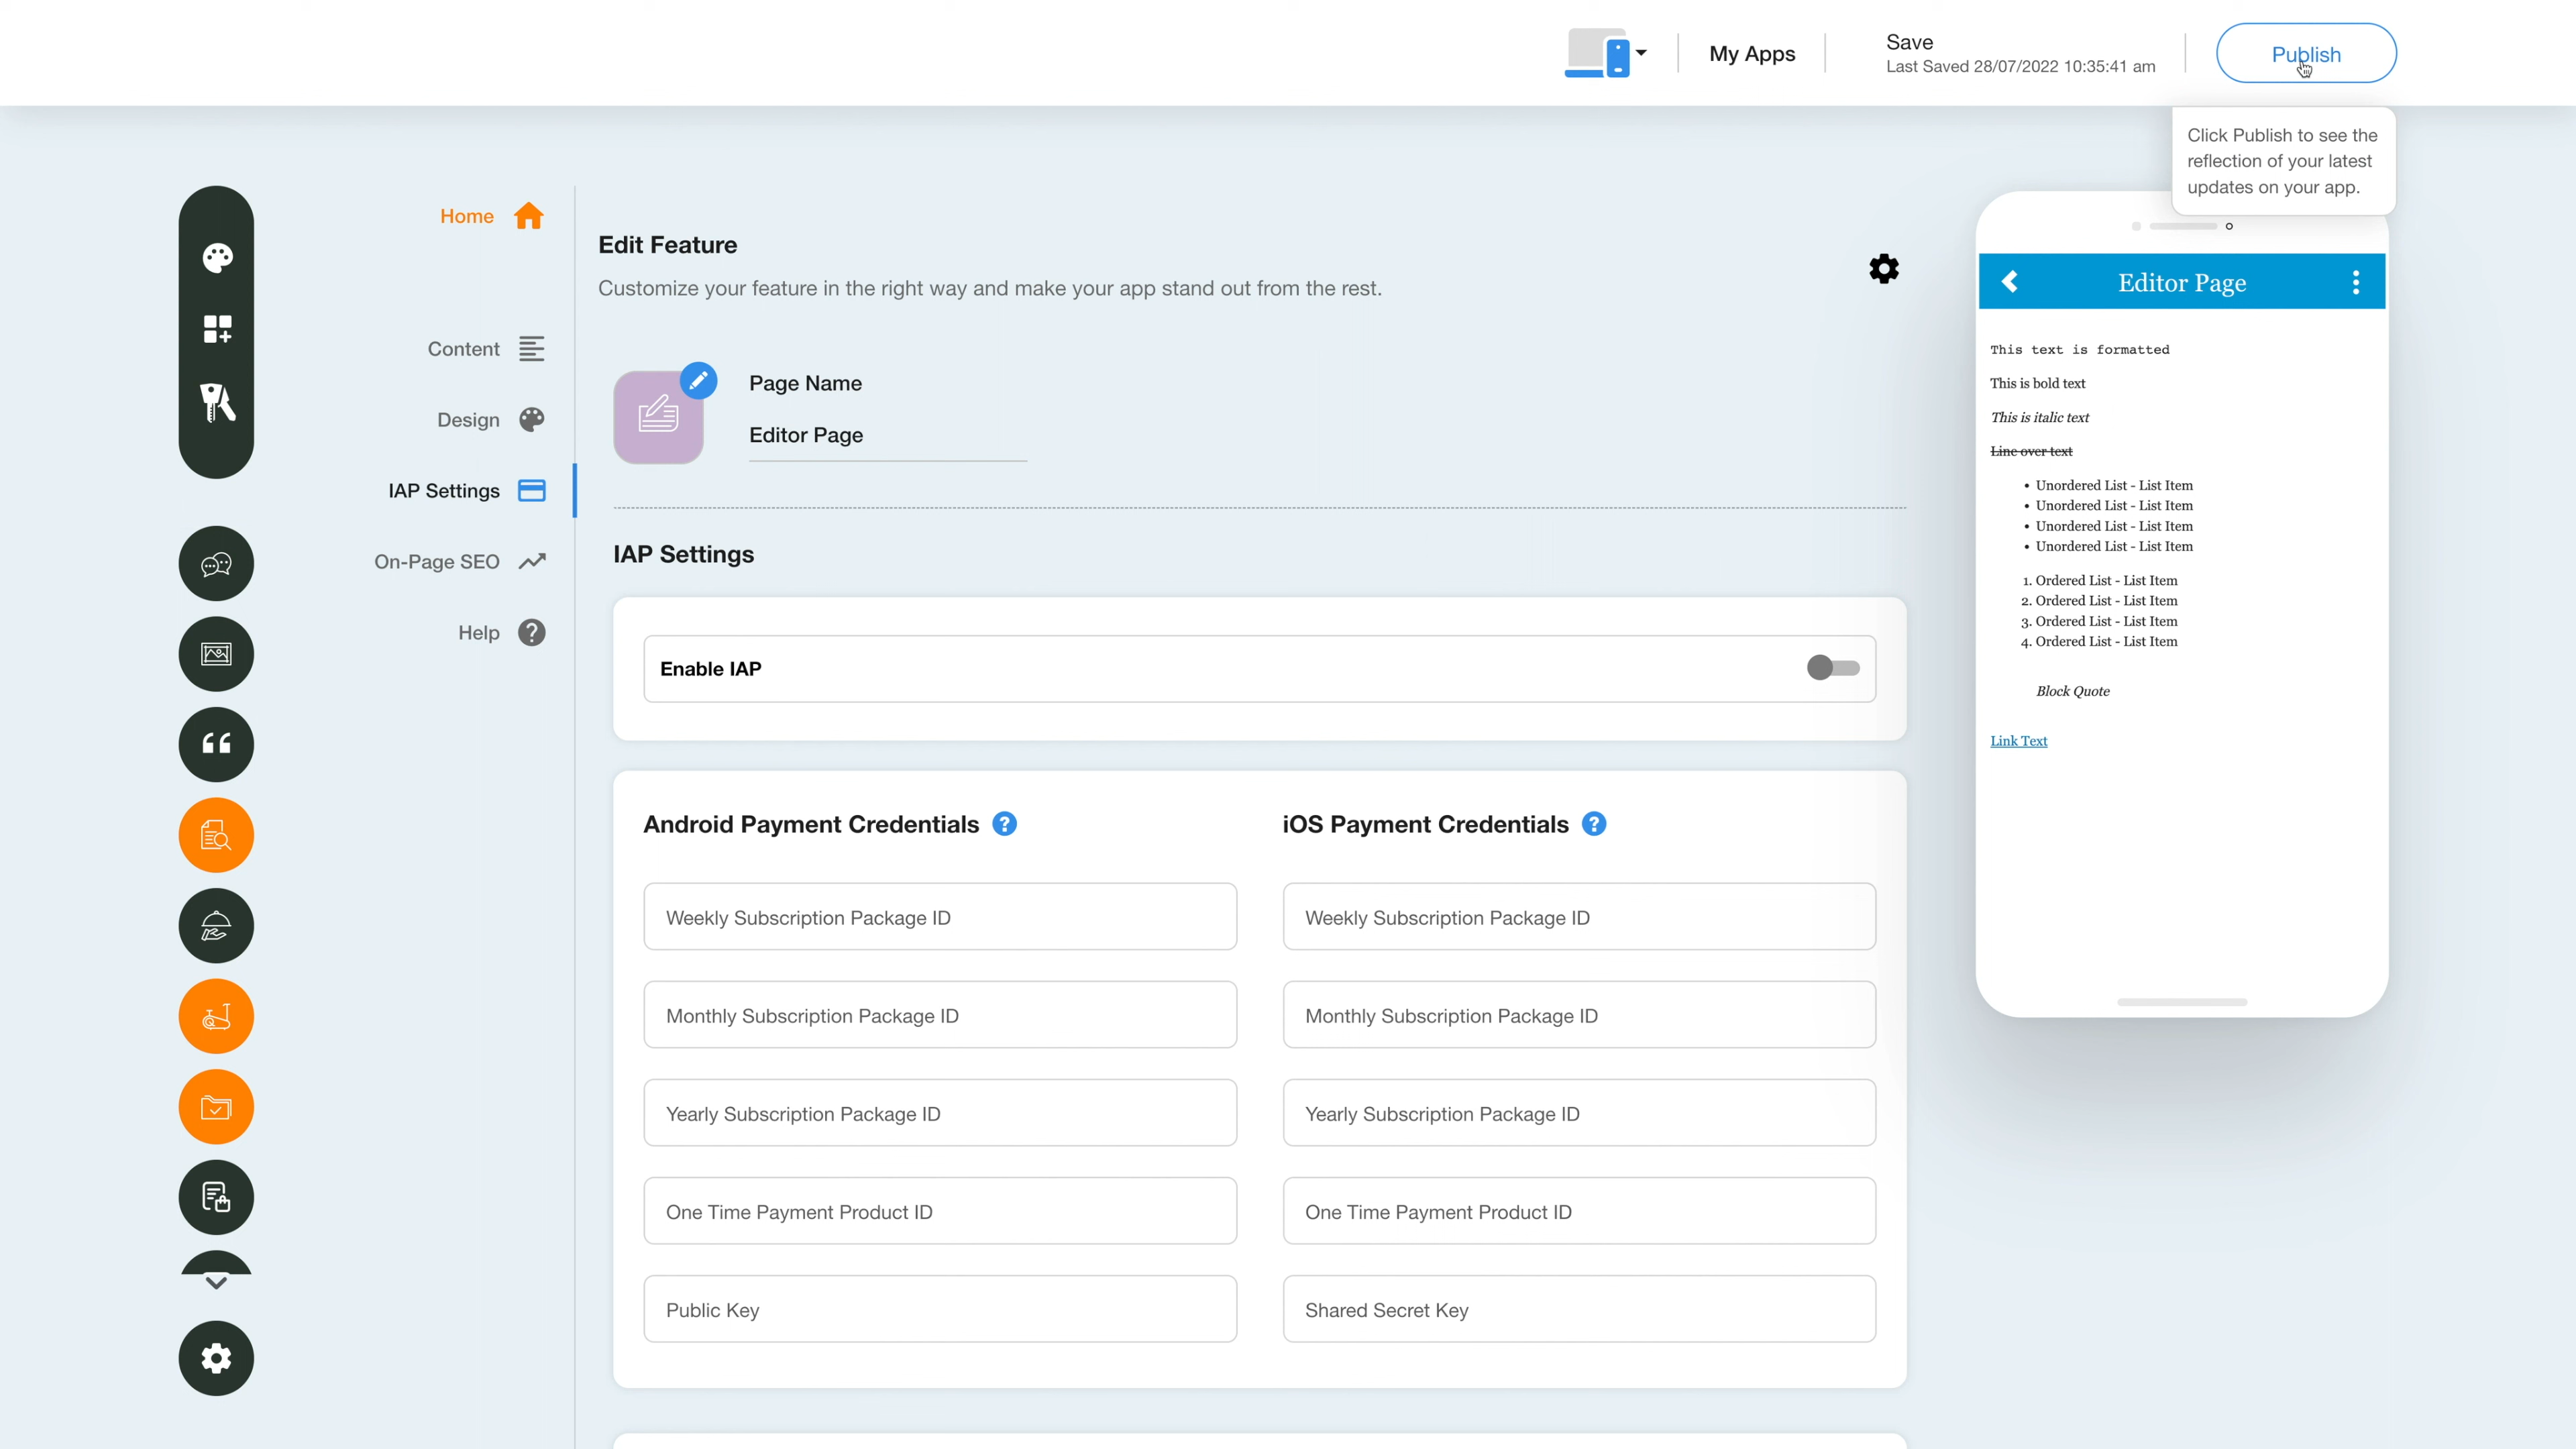 My Apps
Save
Last Saved 28/07/2022 10:35:41 am
Publish
Click Publish to see the
reflection of your latest
updates on your app.
Home
Content
Design
IAP Settings
On-Page SEO
Help
Edit Feature
Customize your feature in the right way and make your app stand out from the rest.
Page Name
Editor Page
IAP Settings
Enable IAP
Android Payment Credentials
Weekly Subscription Package ID
Monthly Subscription Package ID
Yearly Subscription Package ID
One Time Payment Product ID
Public Key
iOS Payment Credentials
Weekly Subscription Package ID
Monthly Subscription Package ID
Yearly Subscription Package ID
One Time Payment Product ID
Shared Secret Key
Editor Page
This text is formatted
This is bold text
This is italic text
Line over text
• Unordered List - List Item
• Unordered List - List Item
• Unordered List - List Item
• Unordered List - List Item
1. Ordered List - List Item
2. Ordered List - List Item
3. Ordered List - List Item
4. Ordered List - List Item
Block Quote
Link Text